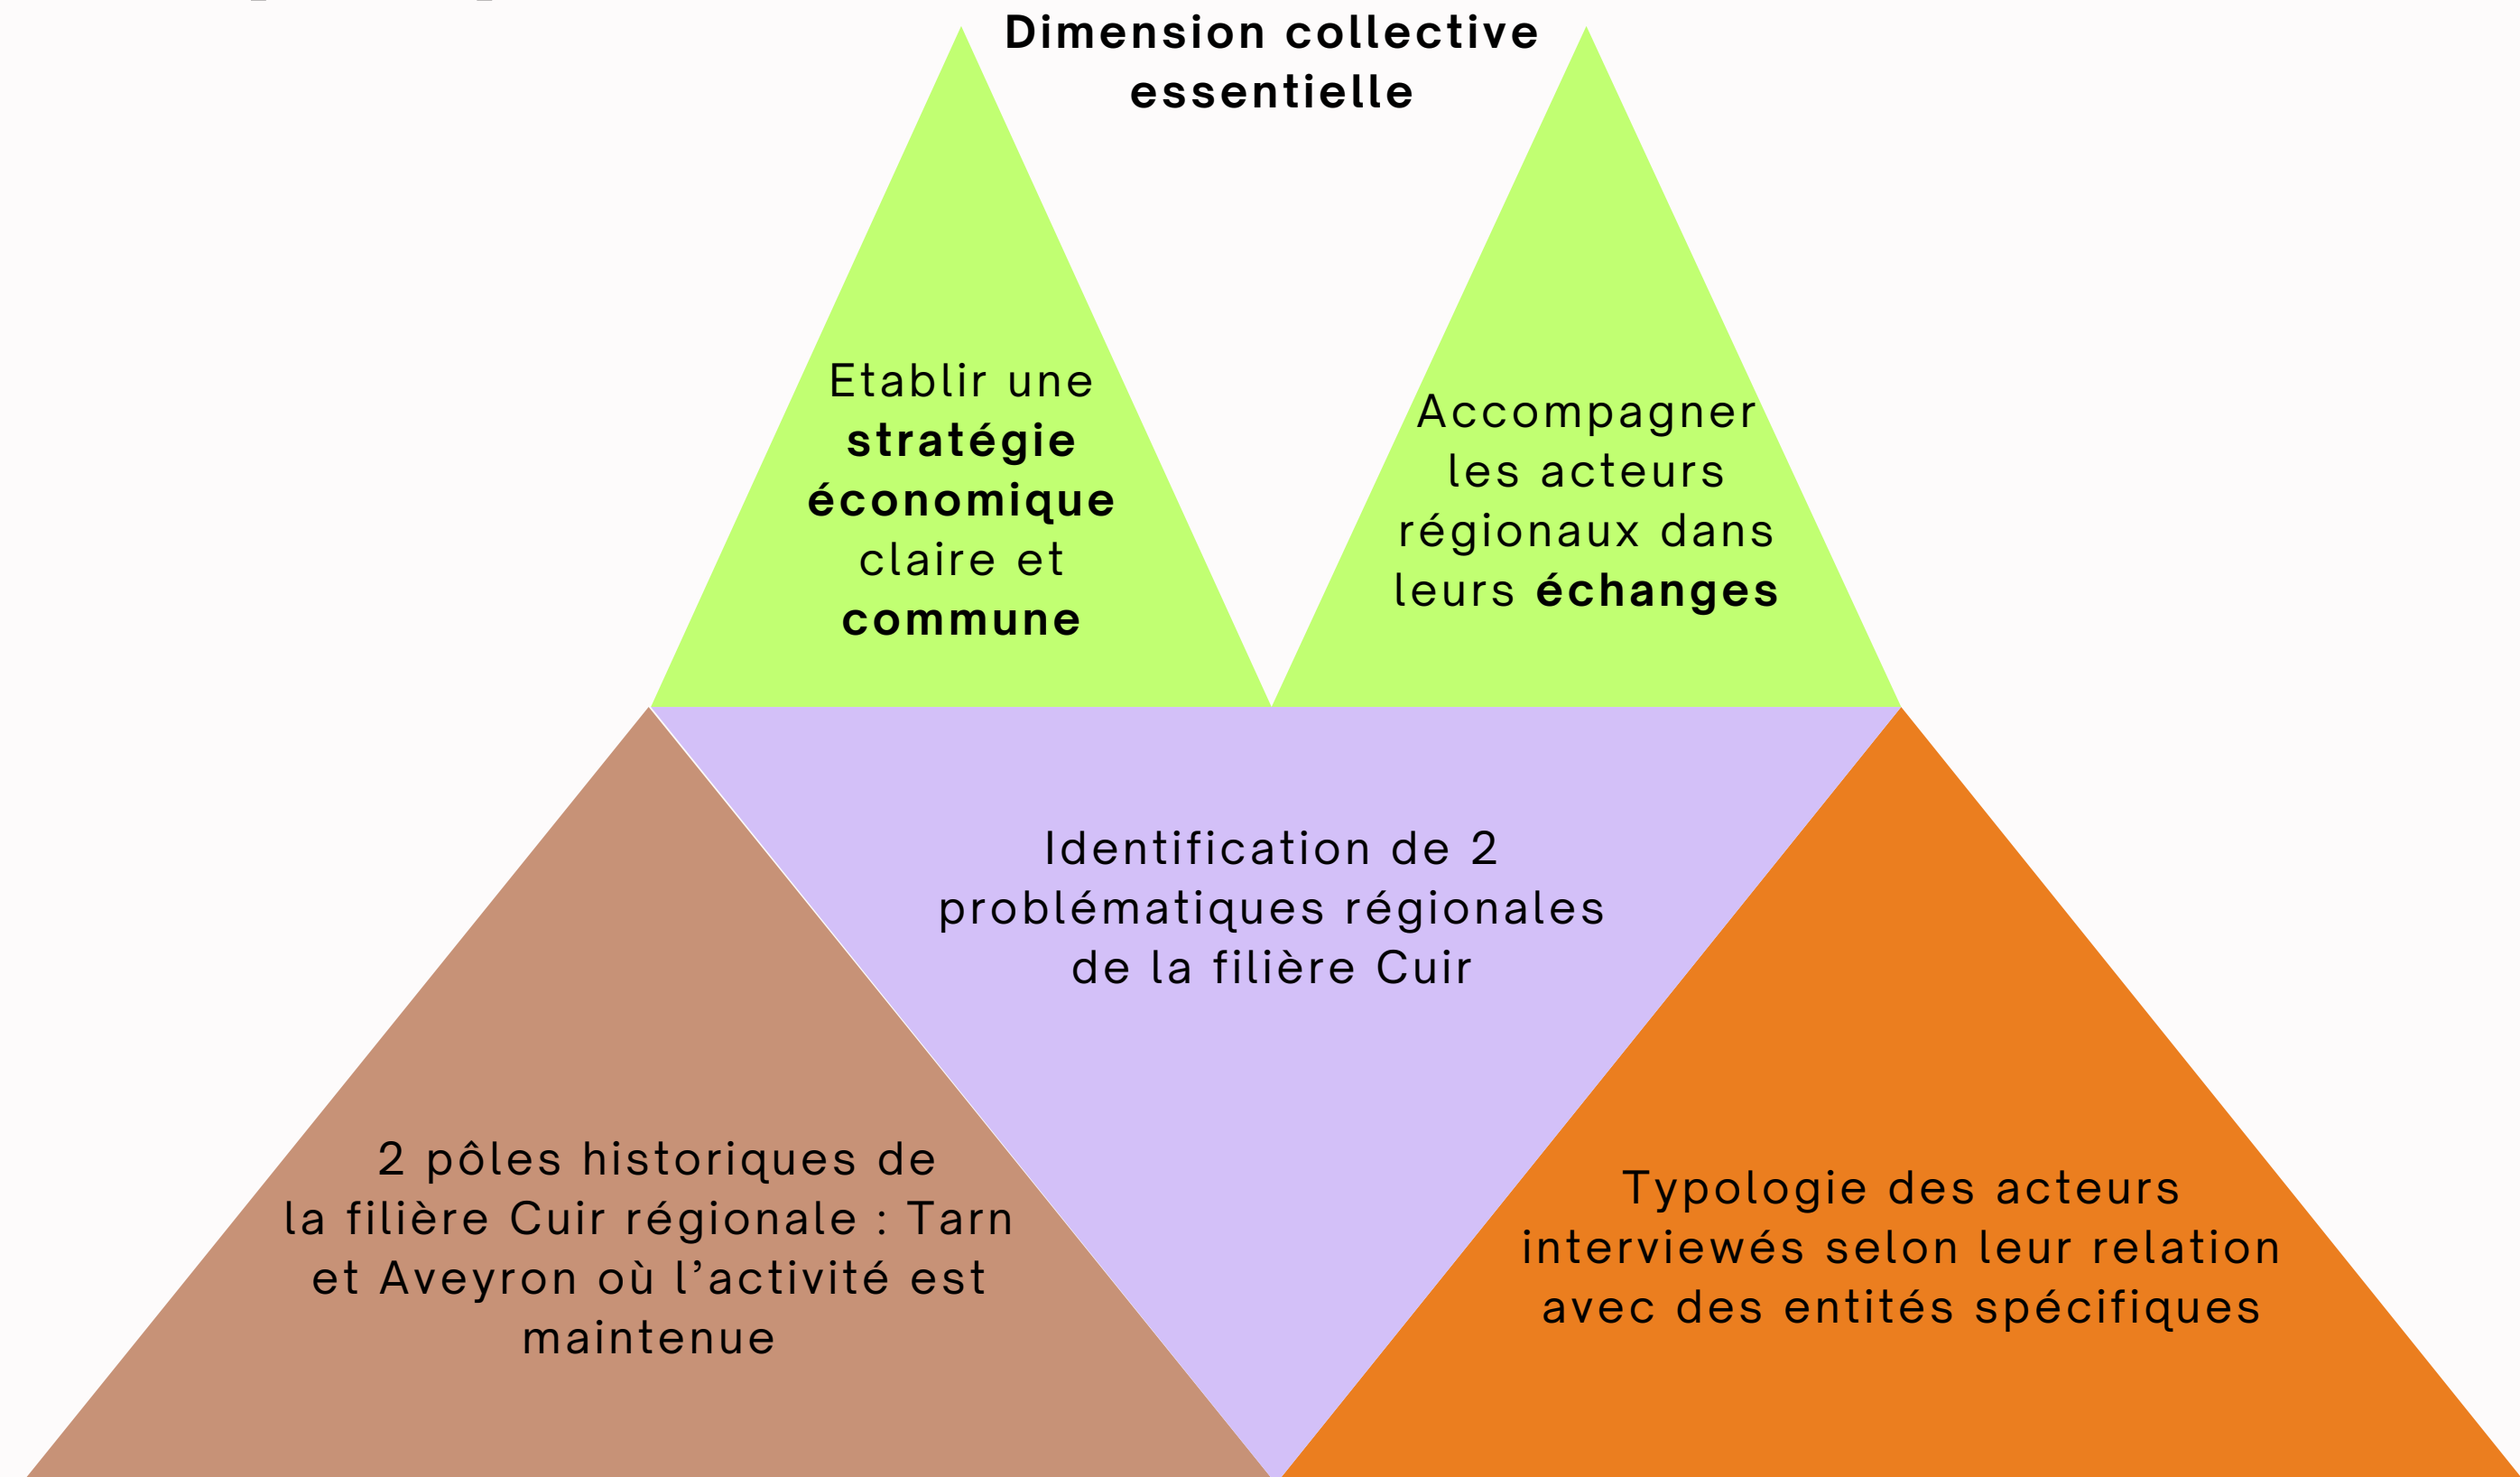 Dimension collective
essentielle
Etablir une
stratégie
économique
claire et
commune
Accompagner
les acteurs
régionaux dans
leurs échanges
Identification de 2
problématiques régionales
de la filière Cuir
2 pôles historiques de
la filière Cuir régionale : Tarn
et Aveyron où l’activité est
maintenue
Typologie des acteurs
interviewés selon leur relation
avec des entités spécifiques